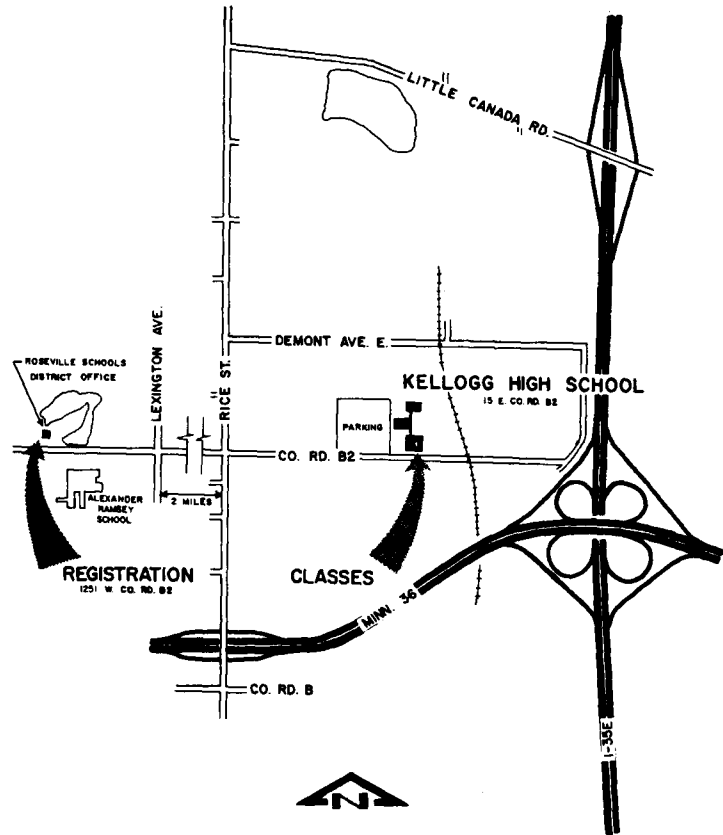 LITTLE CANADA RD.
LEXINGTON AVE.
RICE ST.
DEMONT AVE. E.
ROSEVILLE SCHOOLS
DISTRICT OFFICE
KELLOGG HIGH SCHOOL
15 E. CO. RD. B2
PARKING
CO. RD. B2
ALEXANDER
RAMSEY
SCHOOL
2 MILES
REGISTRATION
1251 W. CO. RD. B2
CLASSES
MINN. 36
CO. RD. B
I-35E
N